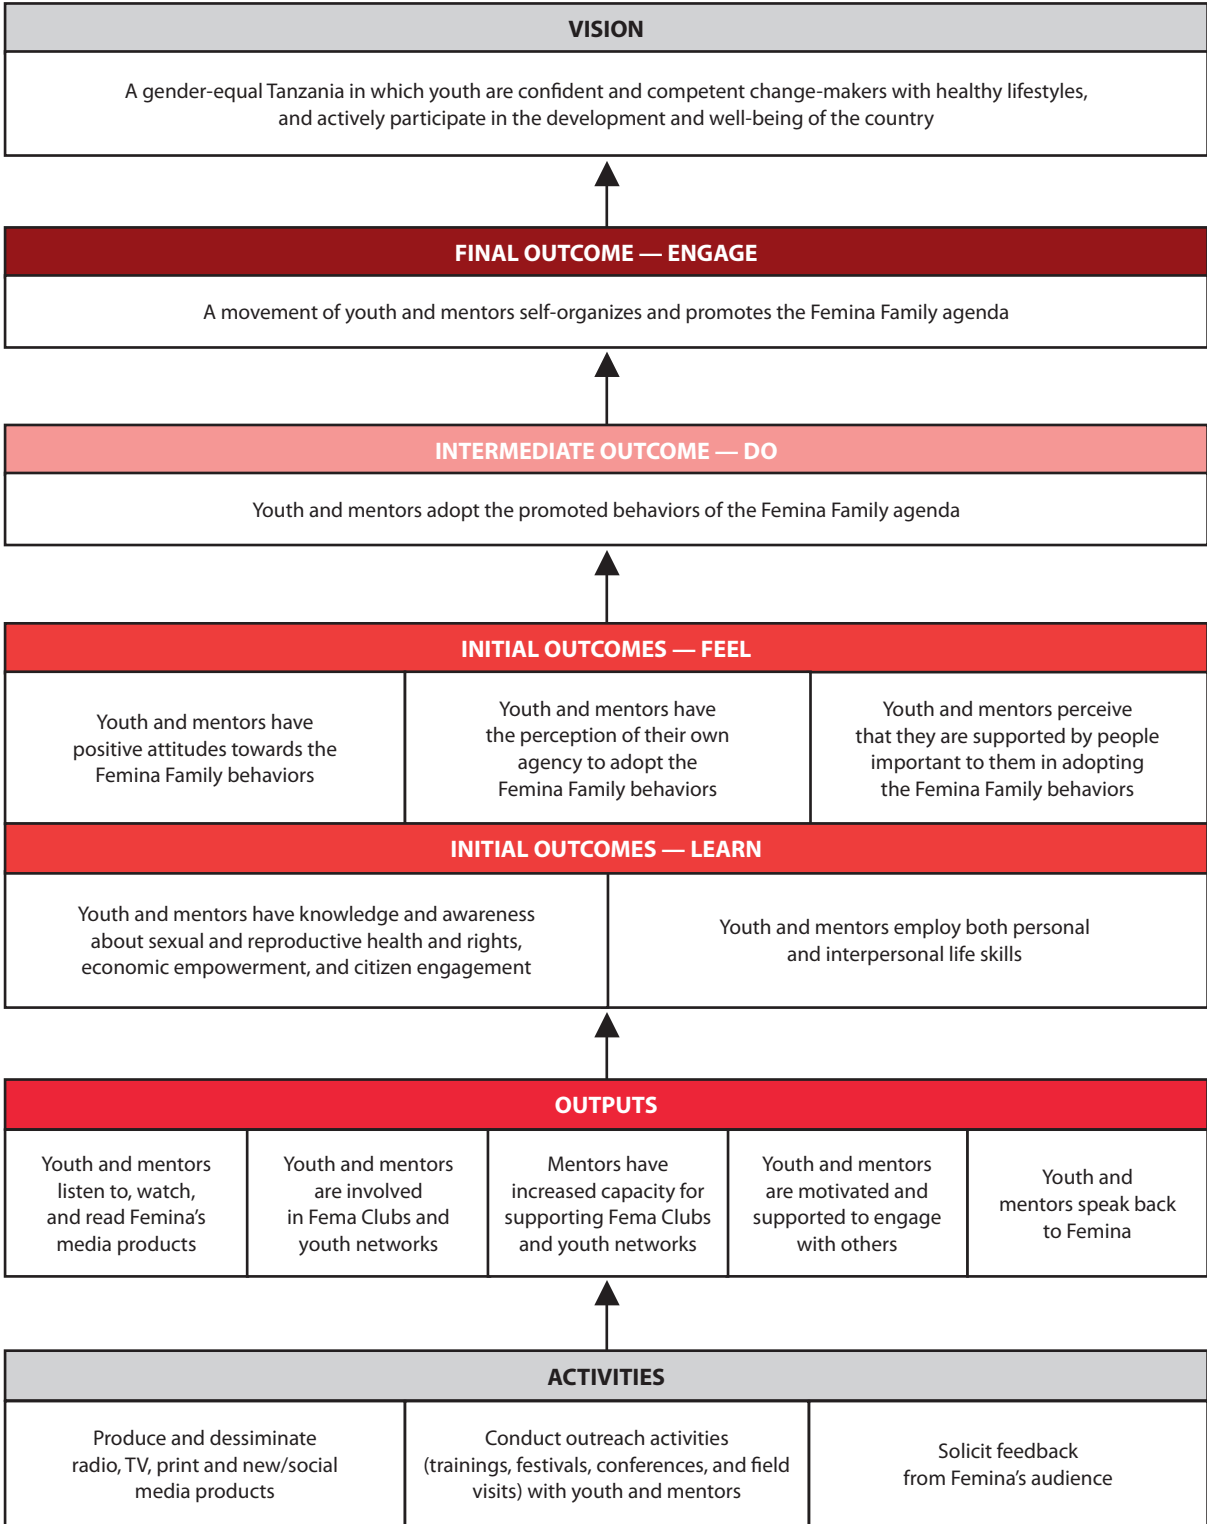 VISION
A gender-equal Tanzania in which youth are confident and competent change-makers with healthy lifestyles,
and actively participate in the development and well-being of the country
FINAL OUTCOME — ENGAGE
A movement of youth and mentors self-organizes and promotes the Femina Family agenda
INTERMEDIATE OUTCOME — DO
Youth and mentors adopt the promoted behaviors of the Femina Family agenda
INITIAL OUTCOMES — FEEL
Youth and mentors have
positive attitudes towards the
Femina Family behaviors
Youth and mentors have
the perception of their own
agency to adopt the
Femina Family behaviors
Youth and mentors perceive
that they are supported by people
important to them in adopting
the Femina Family behaviors
INITIAL OUTCOMES — LEARN
Youth and mentors have knowledge and awareness
about sexual and reproductive health and rights,
economic empowerment, and citizen engagement
Youth and mentors employ both personal
and interpersonal life skills
OUTPUTS
Youth and mentors
listen to, watch,
and read Femina's
media products
Youth and mentors
are involved
in Fema Clubs and
youth networks
Mentors have
increased capacity for
supporting Fema Clubs
and youth networks
Youth and mentors
are motivated and
supported to engage
with others
Youth and
mentors speak back
to Femina
ACTIVITIES
Produce and dessiminate
radio, TV, print and new/social
media products
Conduct outreach activities
(trainings, festivals, conferences, and field
visits) with youth and mentors
Solicit feedback
from Femina's audience